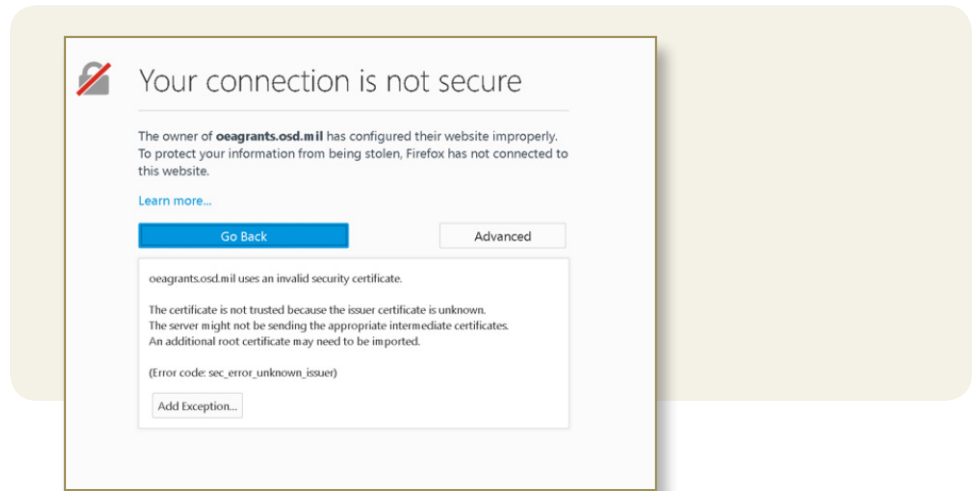 Your connection is not secure
The owner of oeagrants.osd.mil has configured their website improperly.
To protect your information from being stolen, Firefox has not connected to
this website.
Learn more...
Go Back
Advanced
oeagrants.osd.mil uses an invalid security certificate.
The certificate is not trusted because the issuer certificate is unknown.
The server might not be sending the appropriate intermediate certificates.
An additional root certificate may need to be imported.
(Error code: sec_error_unknown_issuer)
Add Exception...